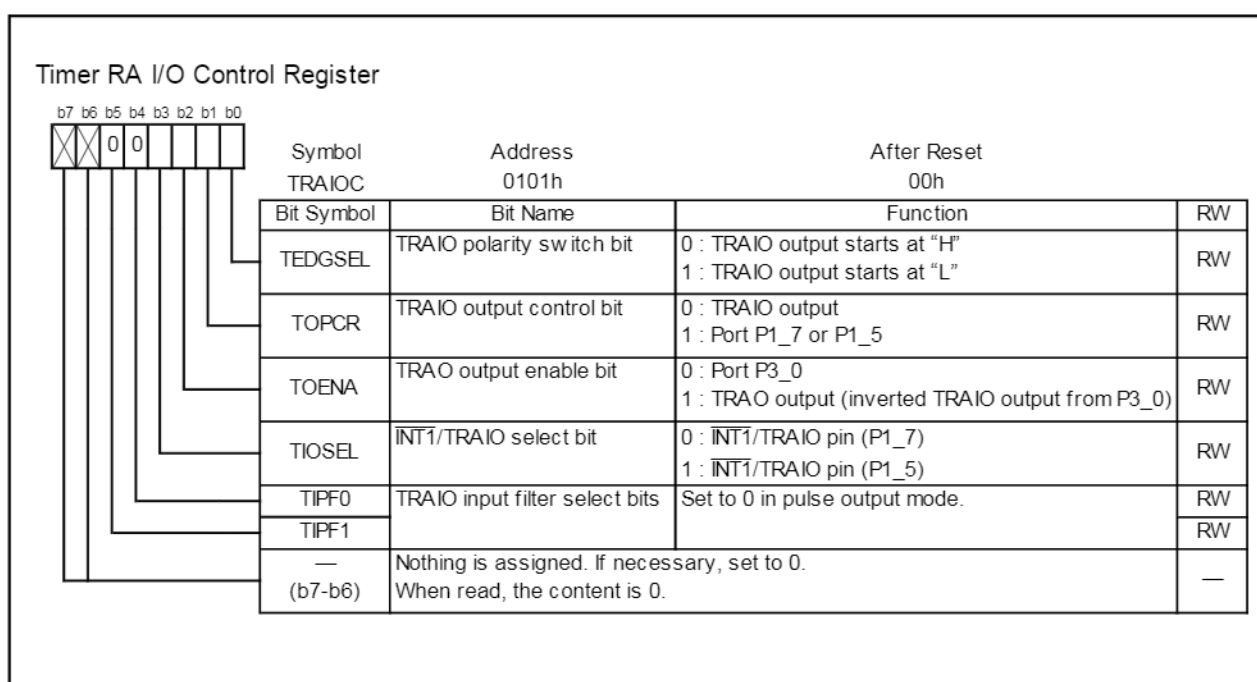 Timer RA I/O Control Register
b7 b6 b5 b4 b3 b2 b1 b0
0 0
Symbol Address After Reset
TRAIOC 0101h 00h
Bit Symbol Bit Name Function RW
TEDGSEL TRAIO polarity switch bit 0 : TRAIO output starts at “H” RW
1 : TRAIO output starts at “L”
TOPCR TRAIO output control bit 0 : TRAIO output RW
1 : Port P1_7 or P1_5
TOENA TRAO output enable bit 0 : Port P3_0 RW
1 : TRAO output (inverted TRAIO output from P3_0)
TIOSEL INT1/TRAIO select bit 0 : INT1/TRAIO pin (P1_7) RW
1 : INT1/TRAIO pin (P1_5)
TIPF0 TRAIO input filter select bits Set to 0 in pulse output mode. RW
TIPF1 RW
— Nothing is assigned. If necessary, set to 0. —
(b7-b6) When read, the content is 0.